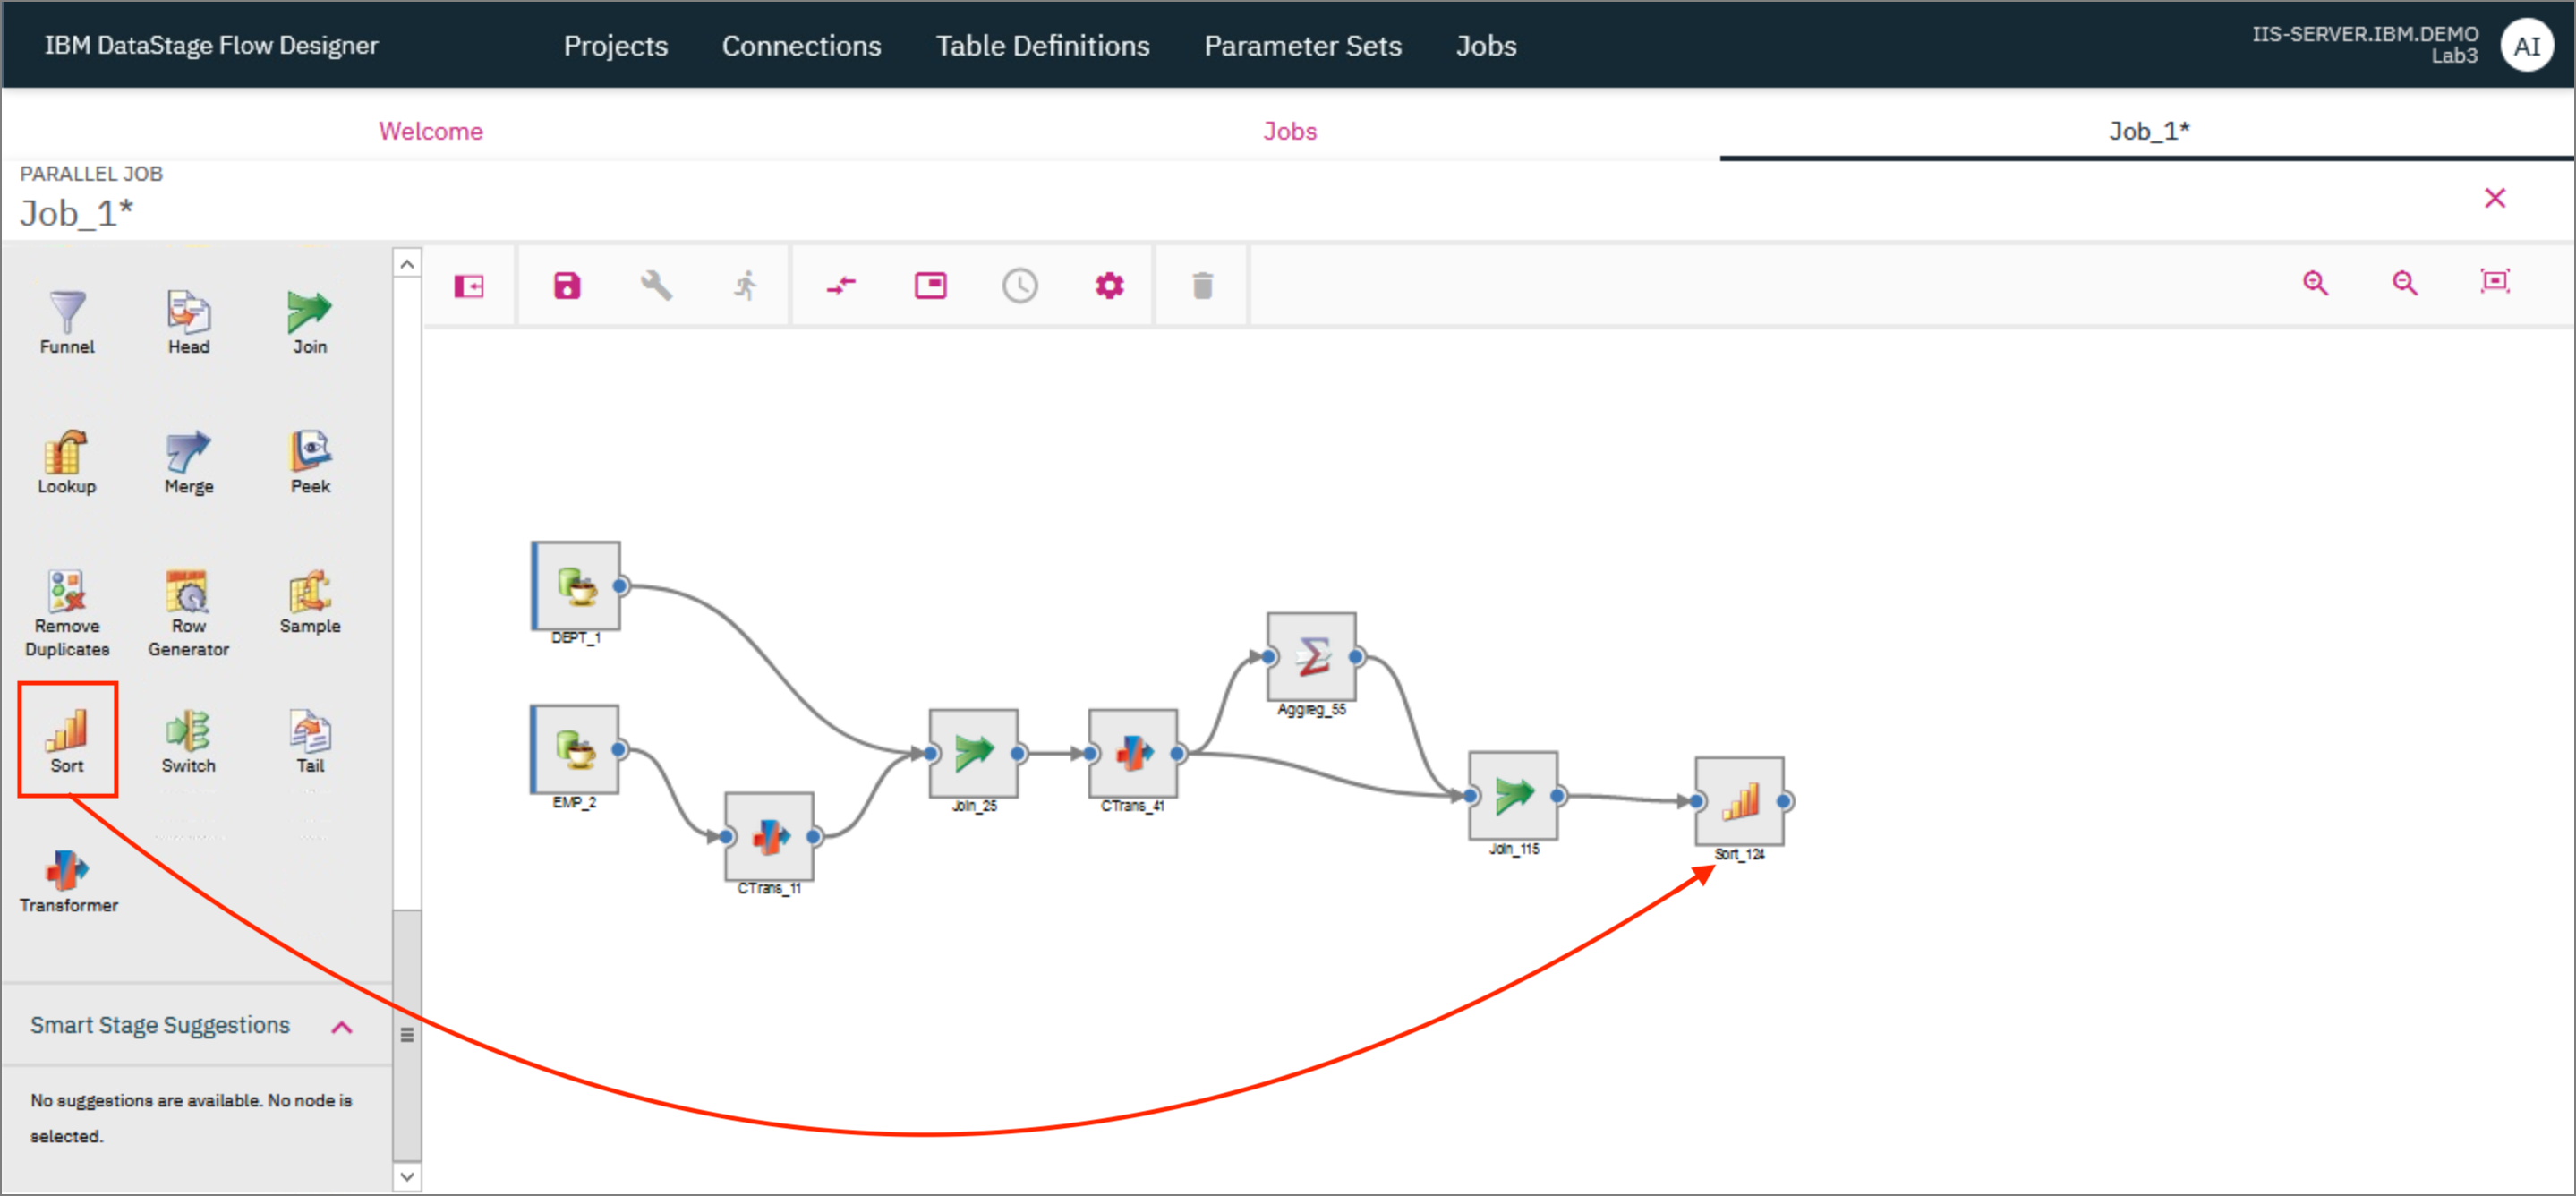 IBM DataStage Flow Designer
Projects
Connections
Table Definitions
Parameter Sets
Jobs
IIS-SERVER.IBM.DEMO
Lab3
AI
Welcome
Jobs
Job_1*
PARALLEL JOB
Job_1*
Funnel
Head
Join
Lookup
Merge
Peek
Remove
Duplicates
Row
Generator
Sample
Sort
Switch
Tail
Transformer
Smart Stage Suggestions
No suggestions are available. No node is
selected.
DEPT_1
EMP_2
CTrans_11
Join_25
CTrans_41
Aggreg_55
Join_115
Sort_124